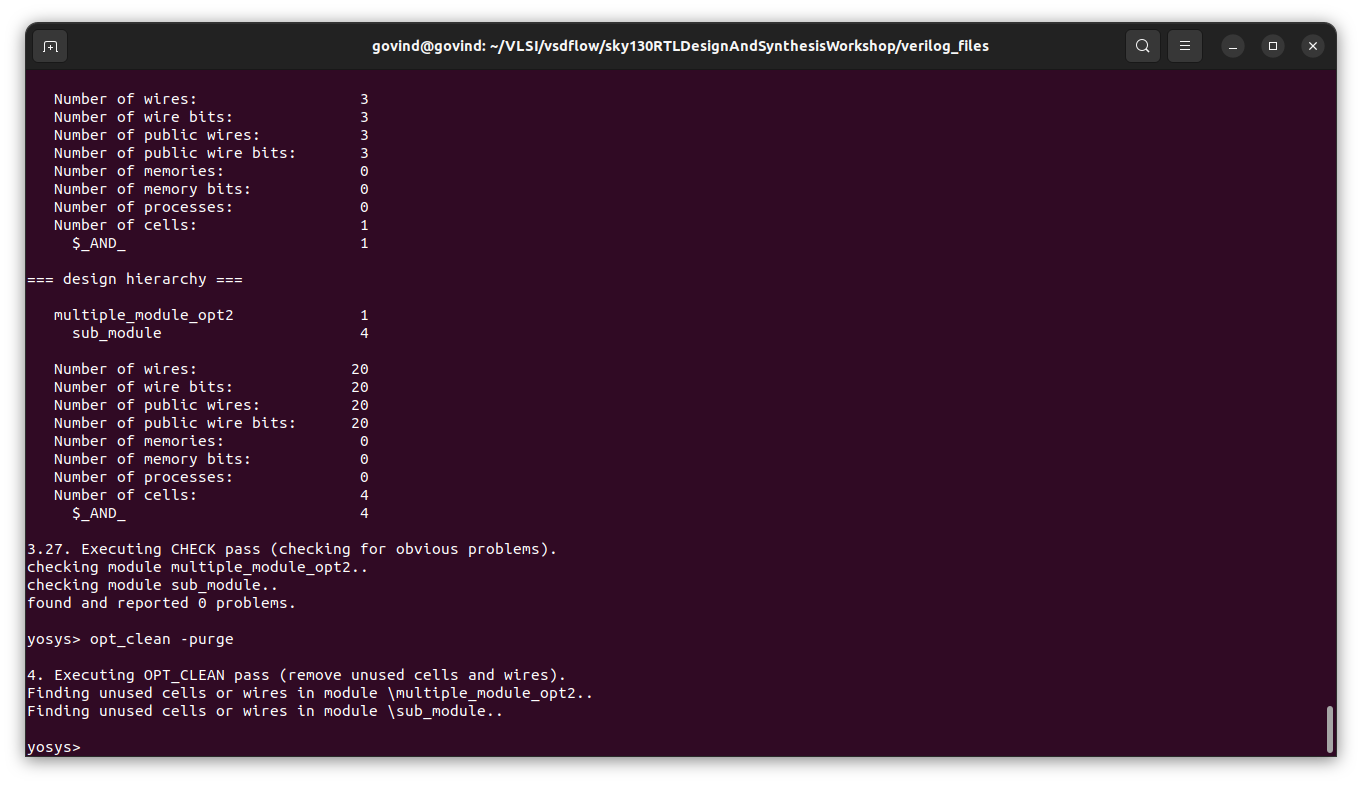 govind@govind: ~/VLSI/vsdflow/sky130RTLDesignAndSynthesisWorkshop/verilog_files
Number of wires: 3
Number of wire bits: 3
Number of public wires: 3
Number of public wire bits: 3
Number of memories: 0
Number of memory bits: 0
Number of processes: 0
Number of cells: 1
$_AND_ 1
=== design hierarchy ===
multiple_module_opt2 1
sub_module 4
Number of wires: 20
Number of wire bits: 20
Number of public wires: 20
Number of public wire bits: 20
Number of memories: 0
Number of memory bits: 0
Number of processes: 0
Number of cells: 4
$_AND_ 4
3.27. Executing CHECK pass (checking for obvious problems).
checking module multiple_module_opt2..
checking module sub_module..
found and reported 0 problems.
yosys> opt_clean -purge
4. Executing OPT_CLEAN pass (remove unused cells and wires).
Finding unused cells or wires in module \multiple_module_opt2..
Finding unused cells or wires in module \sub_module..
yosys>